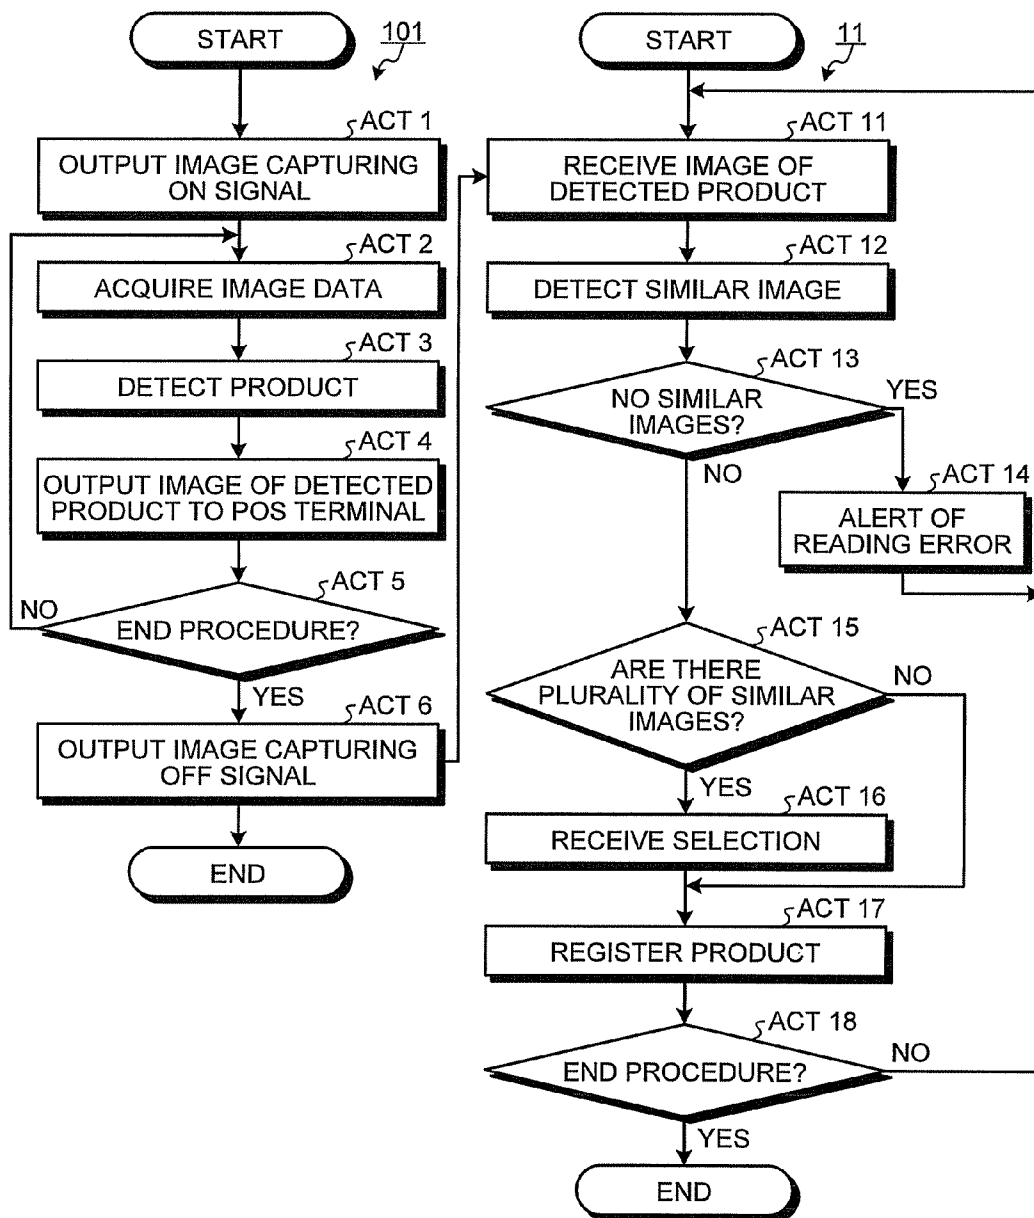 START
101
ACT 1
OUTPUT IMAGE CAPTURING
ON SIGNAL
ACT 2
ACQUIRE IMAGE DATA
ACT 3
DETECT PRODUCT
ACT 4
OUTPUT IMAGE OF DETECTED
PRODUCT TO POS TERMINAL
ACT 5
NO
END PROCEDURE?
YES
ACT 6
OUTPUT IMAGE CAPTURING
OFF SIGNAL
END
START
11
ACT 11
RECEIVE IMAGE OF
DETECTED PRODUCT
ACT 12
DETECT SIMILAR IMAGE
ACT 13
YES
NO SIMILAR
IMAGES?
NO
ACT 14
ALERT OF
READING ERROR
ACT 15
ARE THERE
PLURALITY OF SIMILAR
IMAGES?
NO
YES
ACT 16
RECEIVE SELECTION
ACT 17
REGISTER PRODUCT
ACT 18
NO
END PROCEDURE?
YES
END